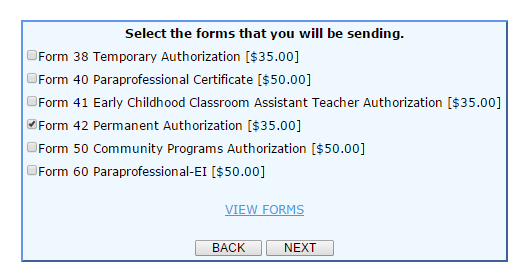 Select the forms that you will be sending.
Form 38 Temporary Authorization [$35.00]
Form 40 Paraprofessional Certificate [$50.00]
Form 41 Early Childhood Classroom Assistant Teacher Authorization [$35.00]
Form 42 Permanent Authorization [$35.00]
Form 50 Community Programs Authorization [$50.00]
Form 60 Paraprofessional-EI [$50.00]
VIEW FORMS
BACK NEXT